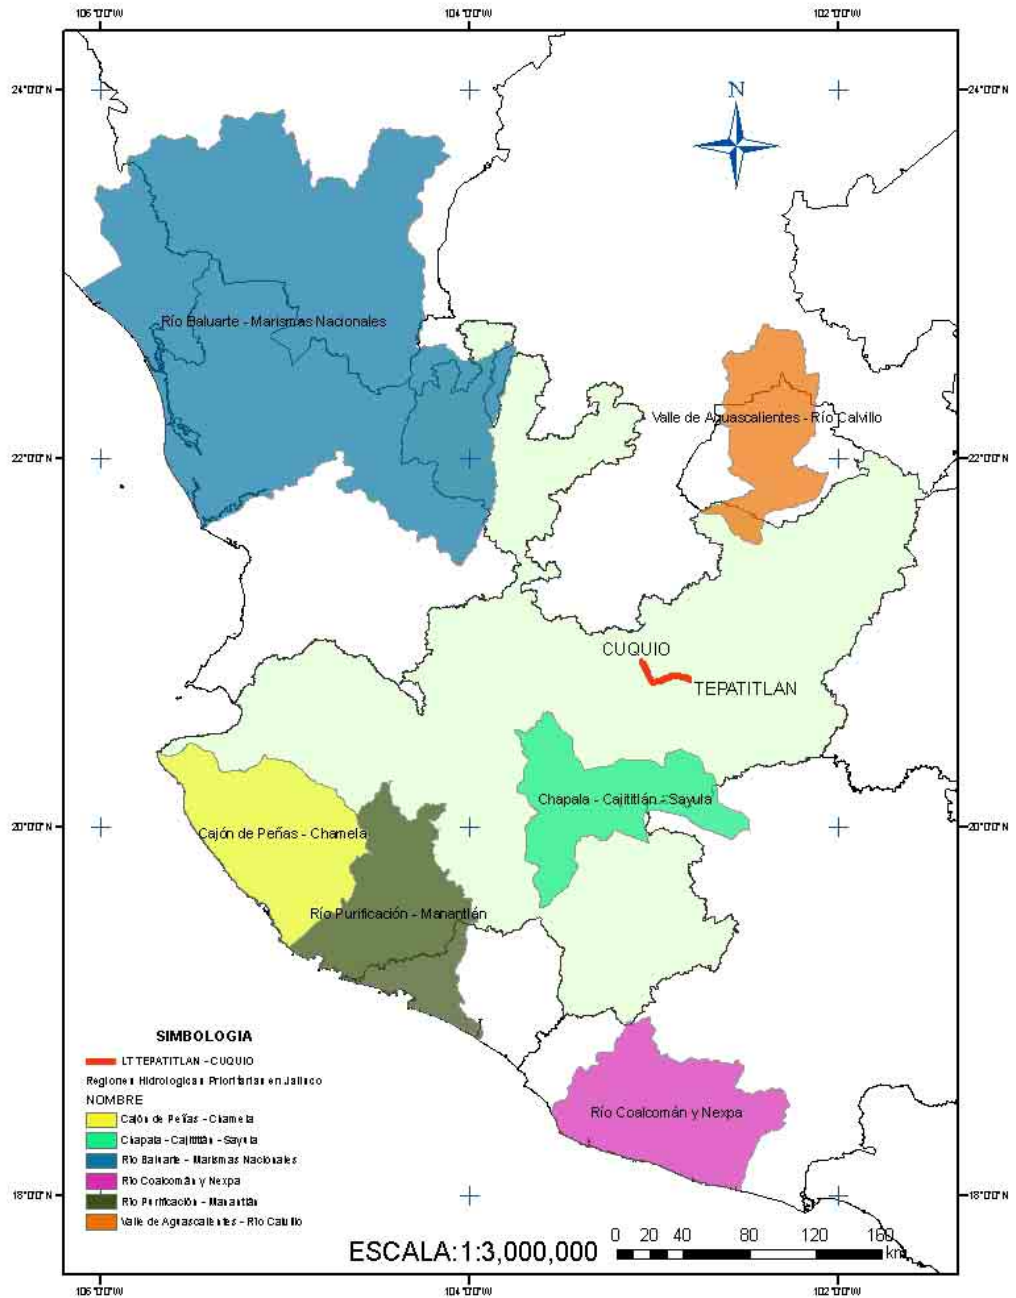 106°0'0"W 104°0'0"W 102°0'0"W
24°0'0"N 24°0'0"N
N
Río Baluarte - Marismas Nacionales
Valle de Aguascalientes - Río Calvillo
22°0'0"N 22°0'0"N
CUQUIO
TEPATITLAN
Chapala - Cajititlán - Sayula
20°0'0"N 20°0'0"N
Cajón de Peñas - Chamela
Río Purificación - Manantlán
SIMBOLOGIA
LT TEPATITLAN - CUQUIO
Regiones Hidrologicas Prioritarias en Jalisco
NOMBRE
Cajón de Peñas - Chamela
Chapala - Cajititlán - Sayula
Río Baluarte - Marismas Nacionales
Río Coalcomán y Nexpa
Río Purificación - Manantlán
Valle de Aguascalientes - Río Calvillo
Río Coalcomán y Nexpa
18°0'0"N 18°0'0"N
ESCALA:1:3,000,000
0 20 40 80 120 160
km
106°0'0"W 104°0'0"W 102°0'0"W